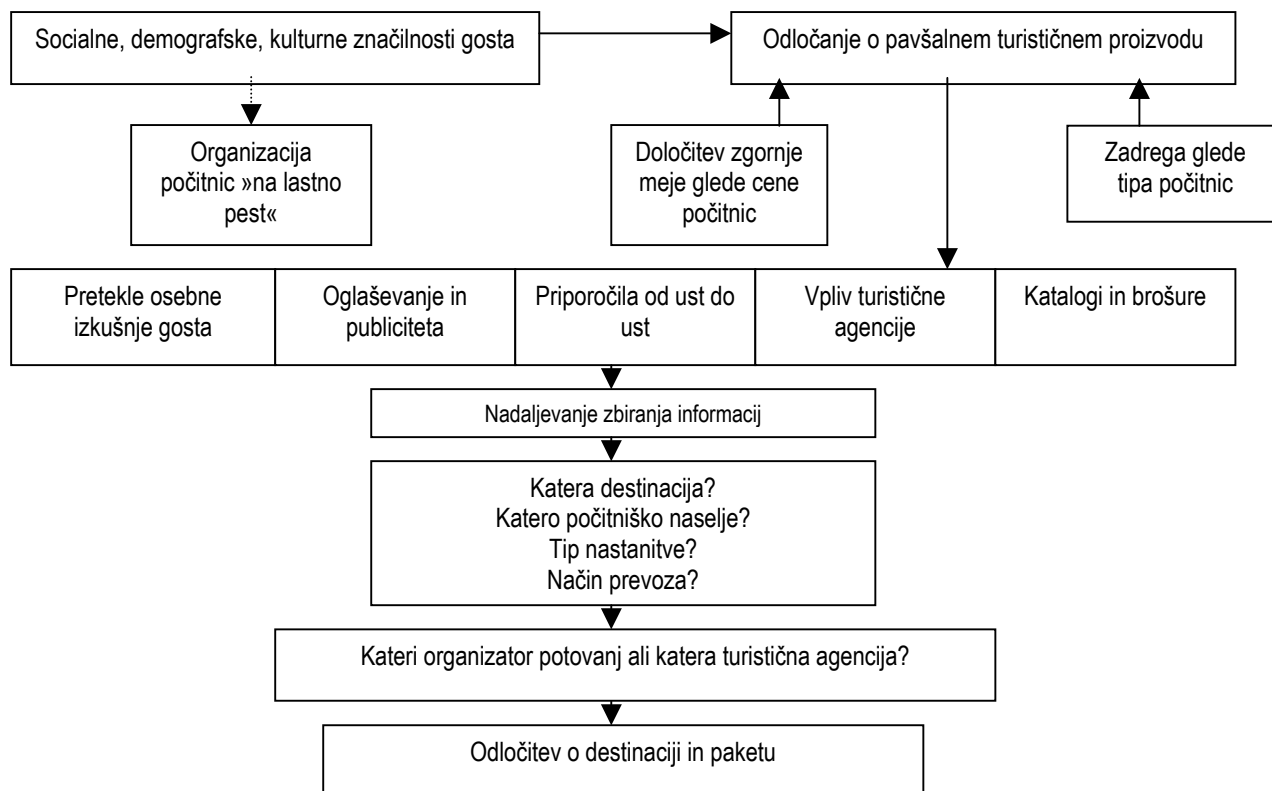 Socialne, demografske, kulturne značilnosti gosta
Odločanje o pavšalnem turističnem proizvodu
Organizacija
počitnic »na lastno
pest«
Določitev zgornje
meje glede cene
počitnic
Zadrega glede
tipa počitnic
Pretekle osebne
izkušnje gosta
Oglaševanje in
publiciteta
Priporočila od ust do
ust
Vpliv turistične
agencije
Katalogi in brošure
Nadaljevanje zbiranja informacij
Katera destinacija?
Katero počitniško naselje?
Tip nastanitve?
Način prevoza?
Kateri organizator potovanj ali katera turistična agencija?
Odločitev o destinaciji in paketu